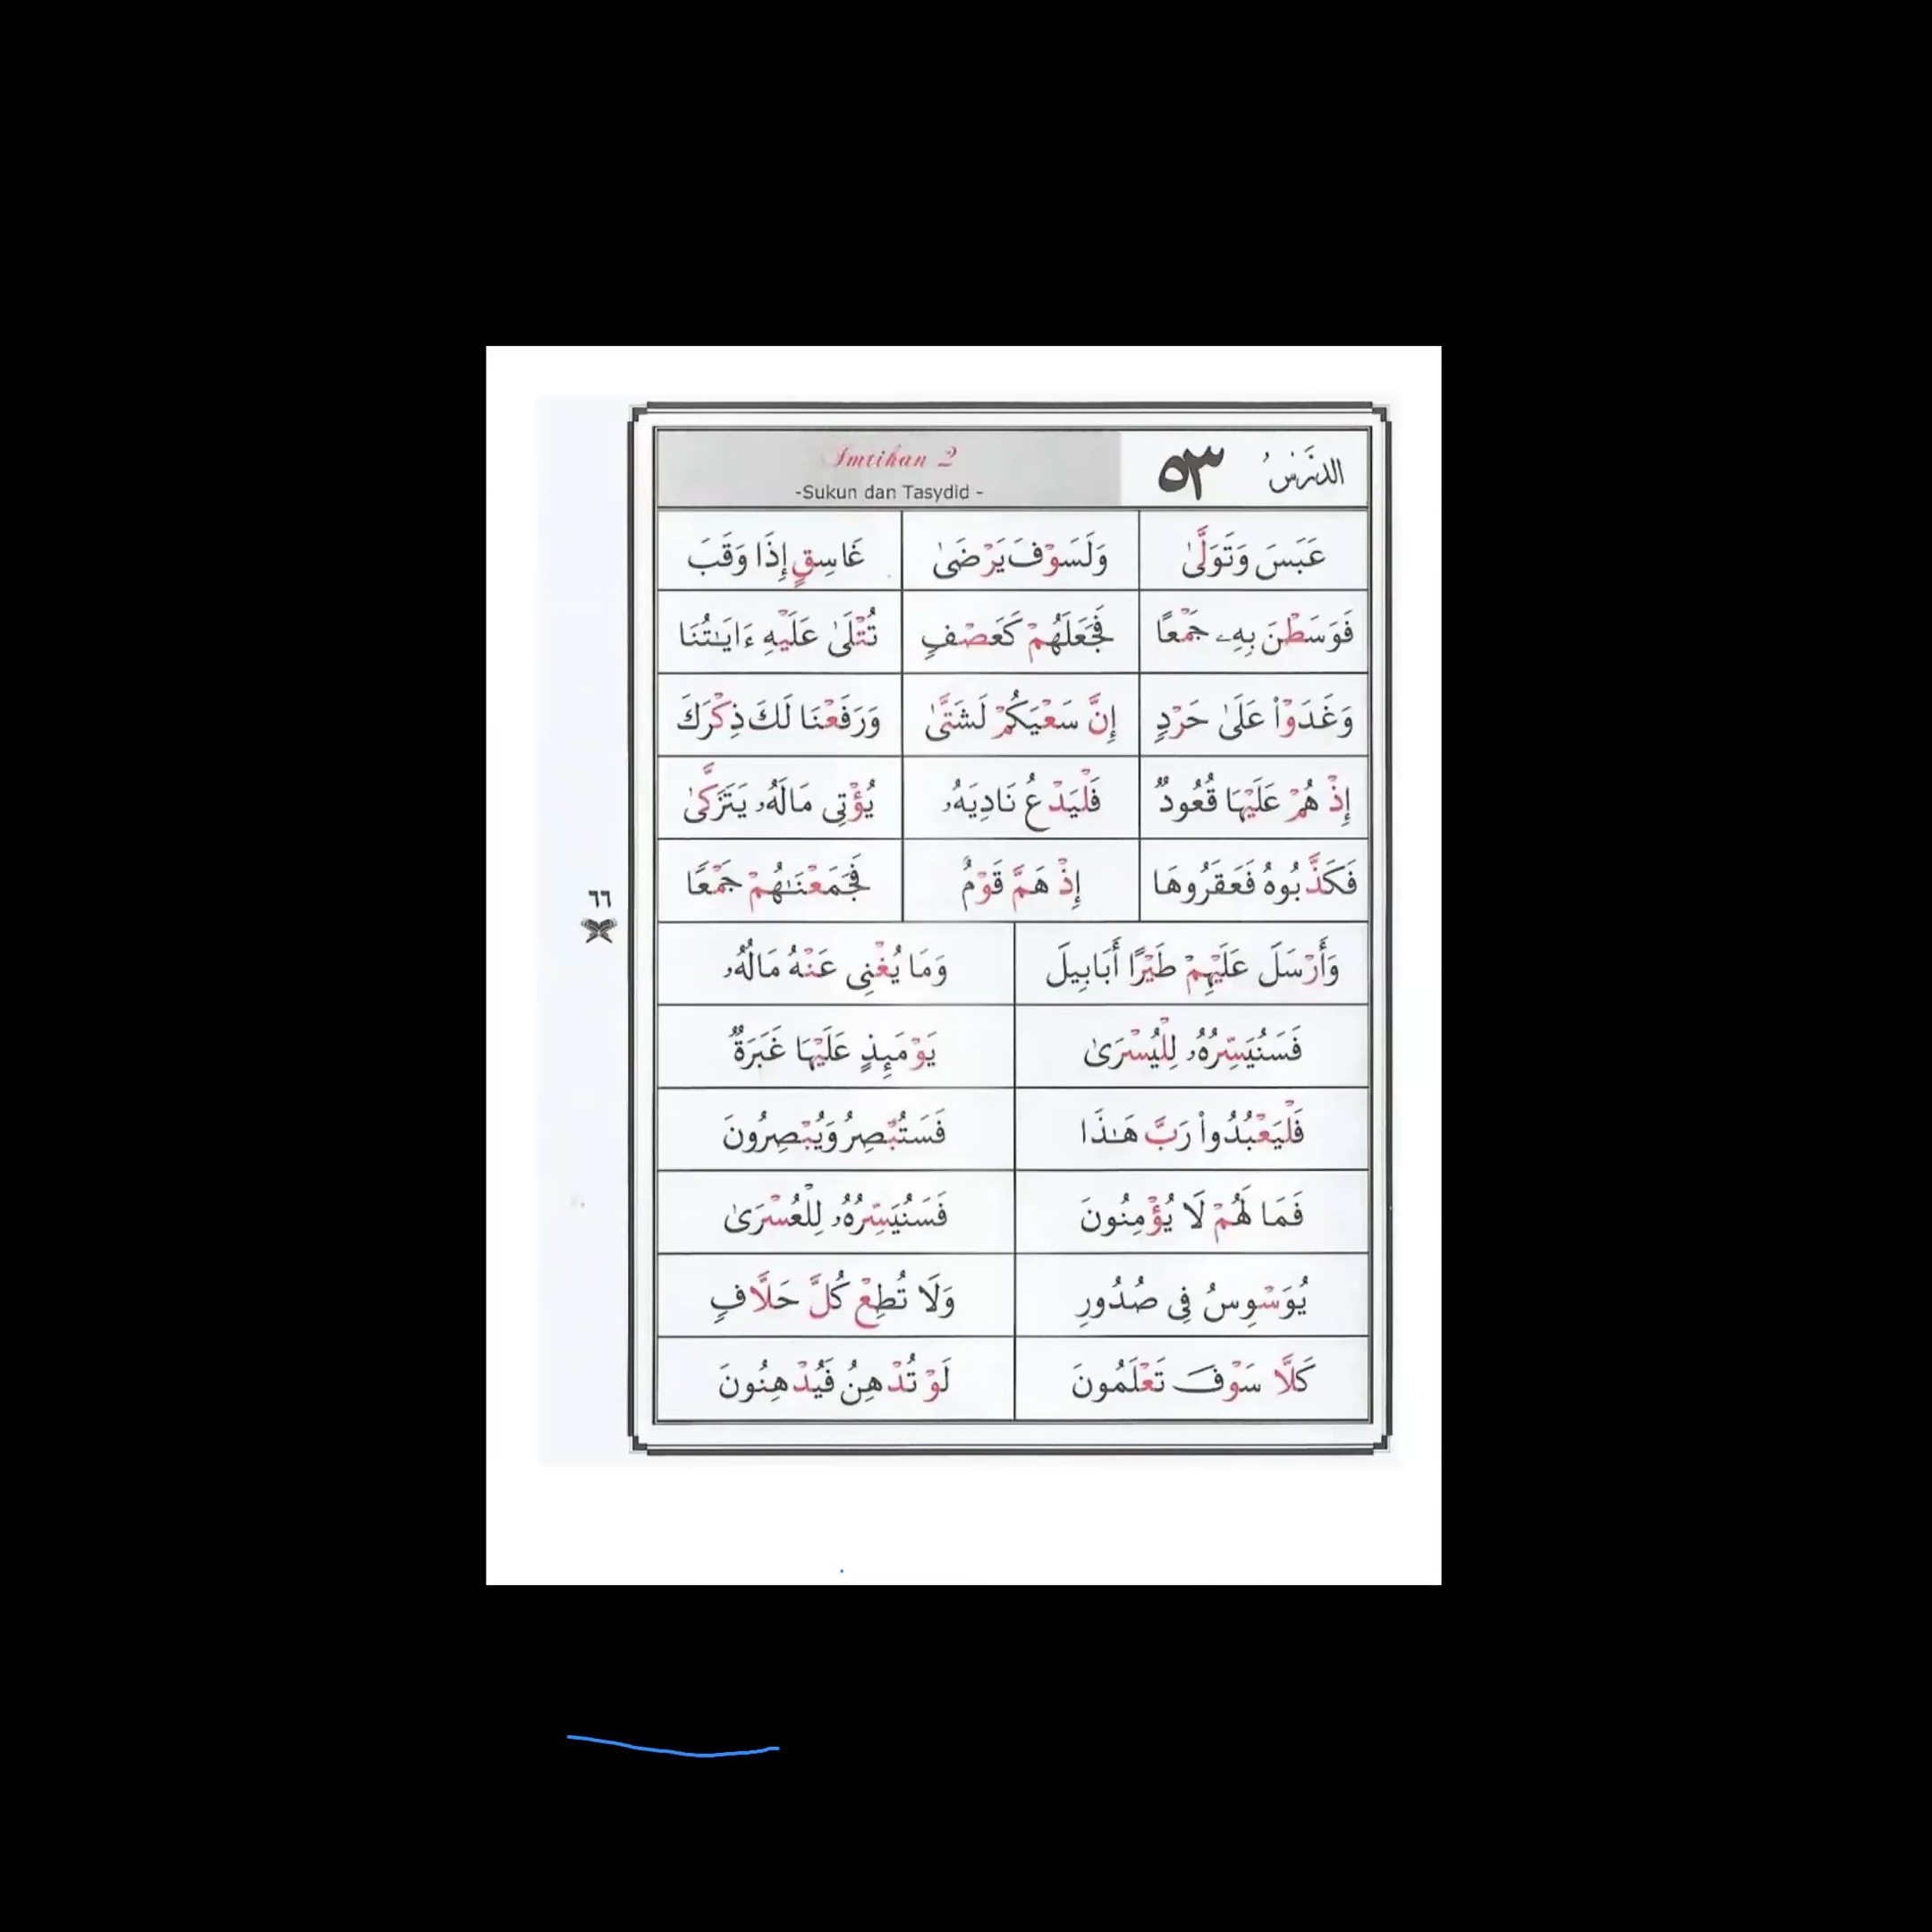 الدَّرْسُ ٥٣ Imtihan 2
-Sukun dan Tasydid -
عَبَسَ وَتَوَلَّىٰ وَلَسَوْفَ يَرْضَىٰ غَاسِقٍ إِذَا وَقَبَ
فَوَسَطْنَ بِهِۦ جَمْعًا فَجَعَلَهُمْ كَعَصْفٍ تُتْلَىٰ عَلَيْهِ ءَايَـٰتُنَا
وَغَدَوْا۟ عَلَىٰ حَرْدٍ إِنَّ سَعْيَكُمْ لَشَتَّىٰ وَرَفَعْنَا لَكَ ذِكْرَكَ
إِذْ هُمْ عَلَيْهَا قُعُودٌ فَلْيَدْعُ نَادِيَهُۥ يُؤْتِى مَالَهُۥ يَتَزَكَّىٰ
فَكَذَّبُوهُ فَعَقَرُوهَا إِذْ هَمَّ قَوْمٌ فَجَمَعْنَـٰهُمْ جَمْعًا
٦٦
وَأَرْسَلَ عَلَيْهِمْ طَيْرًا أَبَابِيلَ وَمَا يُغْنِى عَنْهُ مَالُهُۥ
فَسَنُيَسِّرُهُۥ لِلْيُسْرَىٰ يَوْمَئِذٍ عَلَيْهَا غَبَرَةٌ
فَلْيَعْبُدُوا۟ رَبَّ هَـٰذَا فَسَتُبْصِرُ وَيُبْصِرُونَ
فَمَا لَهُمْ لَا يُؤْمِنُونَ فَسَنُيَسِّرُهُۥ لِلْعُسْرَىٰ
يُوَسْوِسُ فِى صُدُورِ وَلَا تُطِعْ كُلَّ حَلَّافٍ
كَلَّا سَوْفَ تَعْلَمُونَ لَوْ تُدْهِنُ فَيُدْهِنُونَ